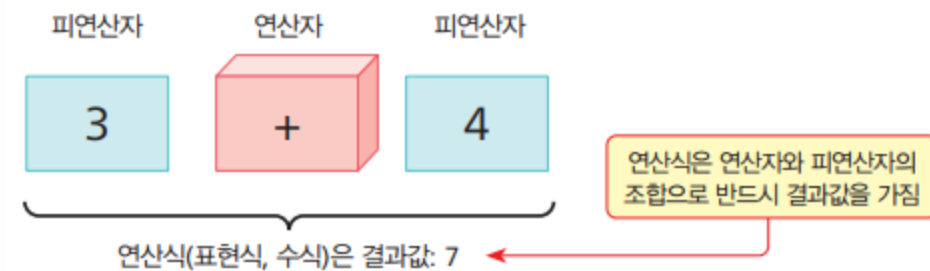 피연산자 연산자 피연산자
3 + 4
연산식은 연산자와 피연산자의
조합으로 반드시 결과값을 가짐
연산식(표현식, 수식)은 결과값: 7